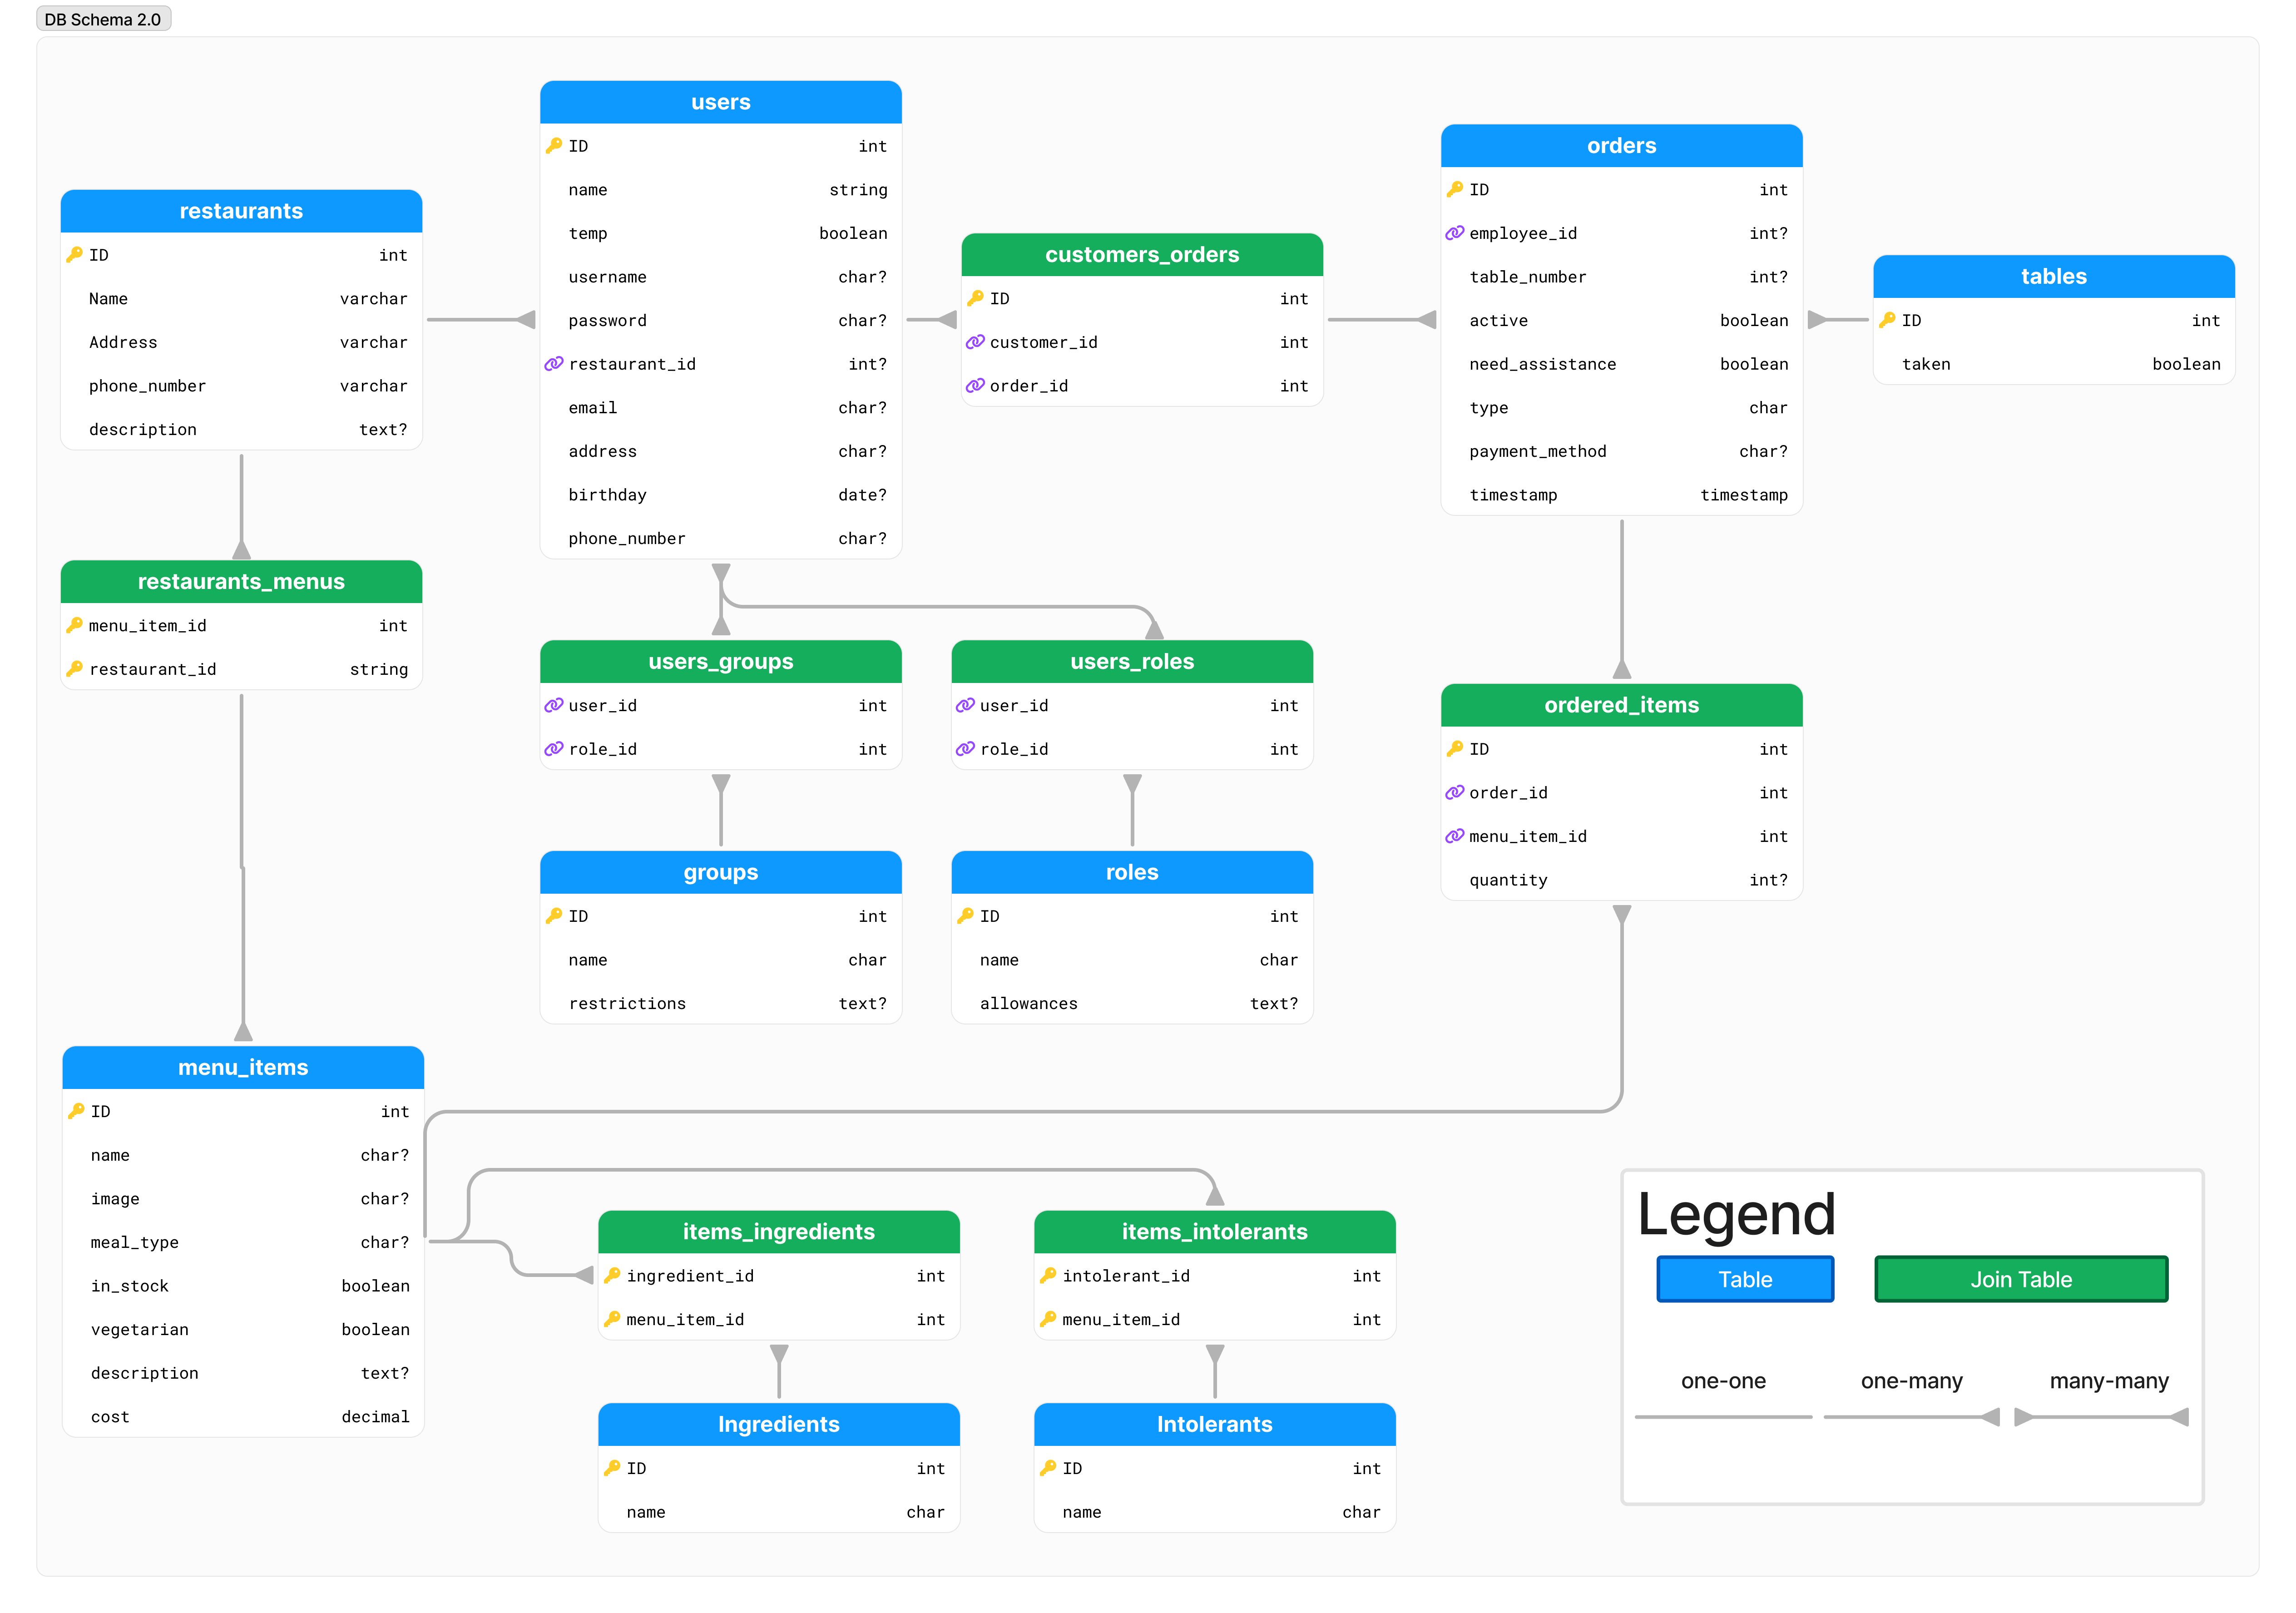 DB Schema 2.0
users
ID int
name string
temp boolean
username char?
password char?
restaurant_id int?
email char?
address char?
birthday date?
phone_number char?
orders
ID int
employee_id int?
table_number int?
active boolean
need_assistance boolean
type char
payment_method char?
timestamp timestamp
restaurants
ID int
Name varchar
Address varchar
phone_number varchar
description text?
customers_orders
ID int
customer_id int
order_id int
tables
ID int
taken boolean
restaurants_menus
menu_item_id int
restaurant_id string
users_groups
user_id int
role_id int
users_roles
user_id int
role_id int
ordered_items
ID int
order_id int
menu_item_id int
quantity int?
groups
ID int
name char
restrictions text?
roles
ID int
name char
allowances text?
menu_items
ID int
name char?
image char?
meal_type char?
in_stock boolean
vegetarian boolean
description text?
cost decimal
items_ingredients
ingredient_id int
menu_item_id int
items_intolerants
intolerant_id int
menu_item_id int
Ingredients
ID int
name char
Intolerants
ID int
name char
Legend
Table Join Table
one-one one-many many-many